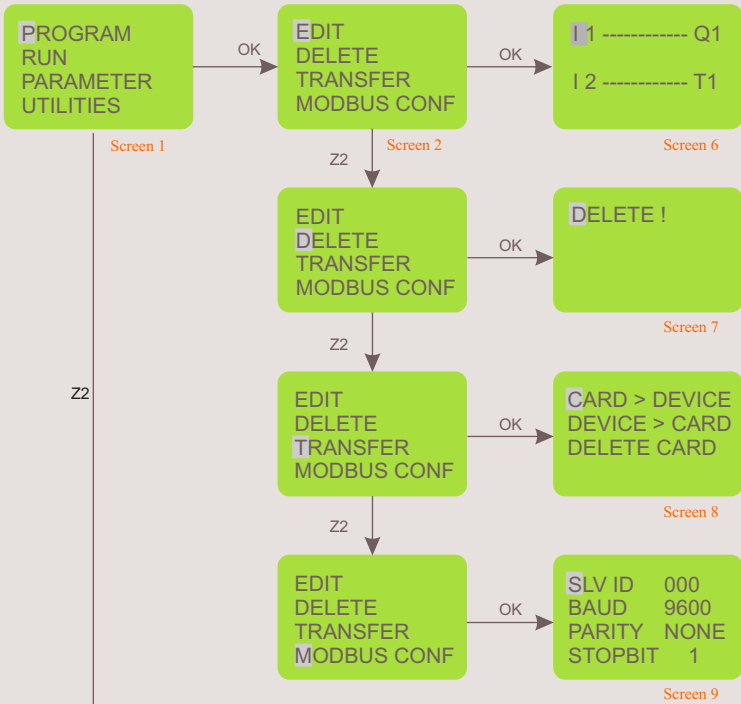 PROGRAM
RUN
PARAMETER
UTILITIES
Screen 1
OK
EDIT
DELETE
TRANSFER
MODBUS CONF
Screen 2
OK
I 1 ------------ Q1
I 2 ------------ T1
Screen 6
Z2
EDIT
DELETE
TRANSFER
MODBUS CONF
OK
DELETE !
Screen 7
Z2
Z2
EDIT
DELETE
TRANSFER
MODBUS CONF
OK
CARD > DEVICE
DEVICE > CARD
DELETE CARD
Screen 8
Z2
EDIT
DELETE
TRANSFER
MODBUS CONF
OK
SLV ID 000
BAUD 9600
PARITY NONE
STOPBIT 1
Screen 9